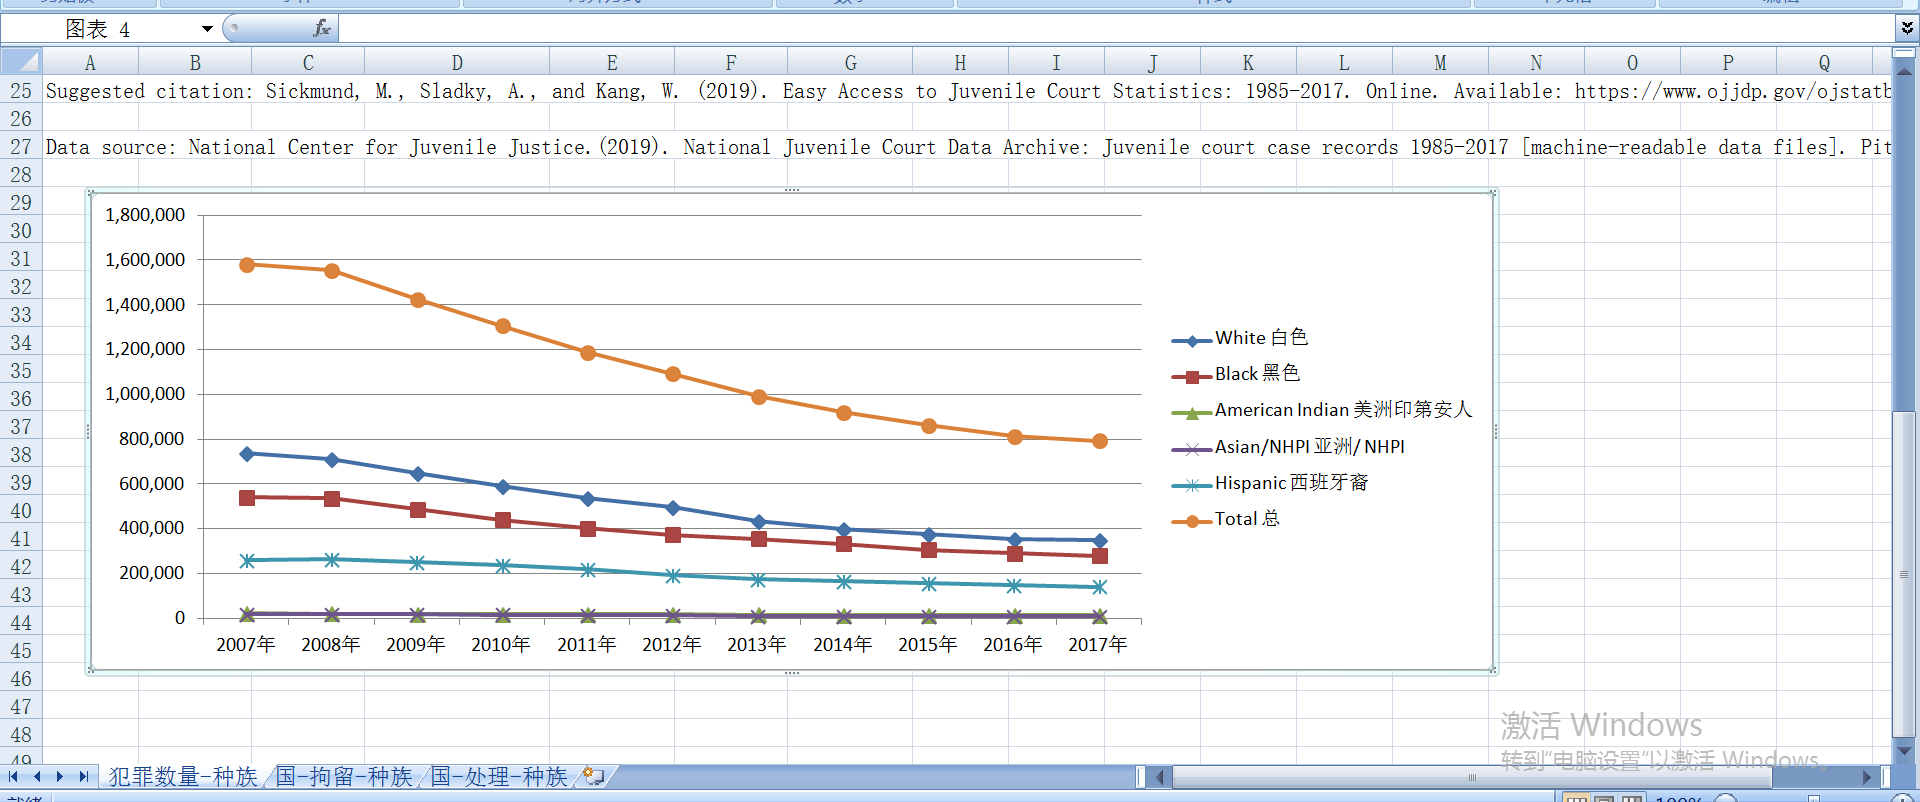 图表 4
fx
A B C D E F G H I J K L M N O P Q
25 Suggested citation: Sickmund, M., Sladky, A., and Kang, W. (2019). Easy Access to Juvenile Court Statistics: 1985-2017. Online. Available: https://www.ojjdp.gov/ojstatb
26
27 Data source: National Center for Juvenile Justice.(2019). National Juvenile Court Data Archive: Juvenile court case records 1985-2017 [machine-readable data files]. Pit
28
29
30
31
32
33
34
35
36
37
38
39
40
41
42
43
44
45
46
47
48
49
1,800,000
1,600,000
1,400,000
1,200,000
1,000,000
800,000
600,000
400,000
200,000
0
2007年 2008年 2009年 2010年 2011年 2012年 2013年 2014年 2015年 2016年 2017年
White 白色
Black 黑色
American Indian 美洲印第安人
Asian/NHPI 亚洲/ NHPI
Hispanic 西班牙裔
Total 总
激活 Windows
转到“电脑设置”以激活 Windows。
犯罪数量-种族 国-拘留-种族 国-处理-种族
100%